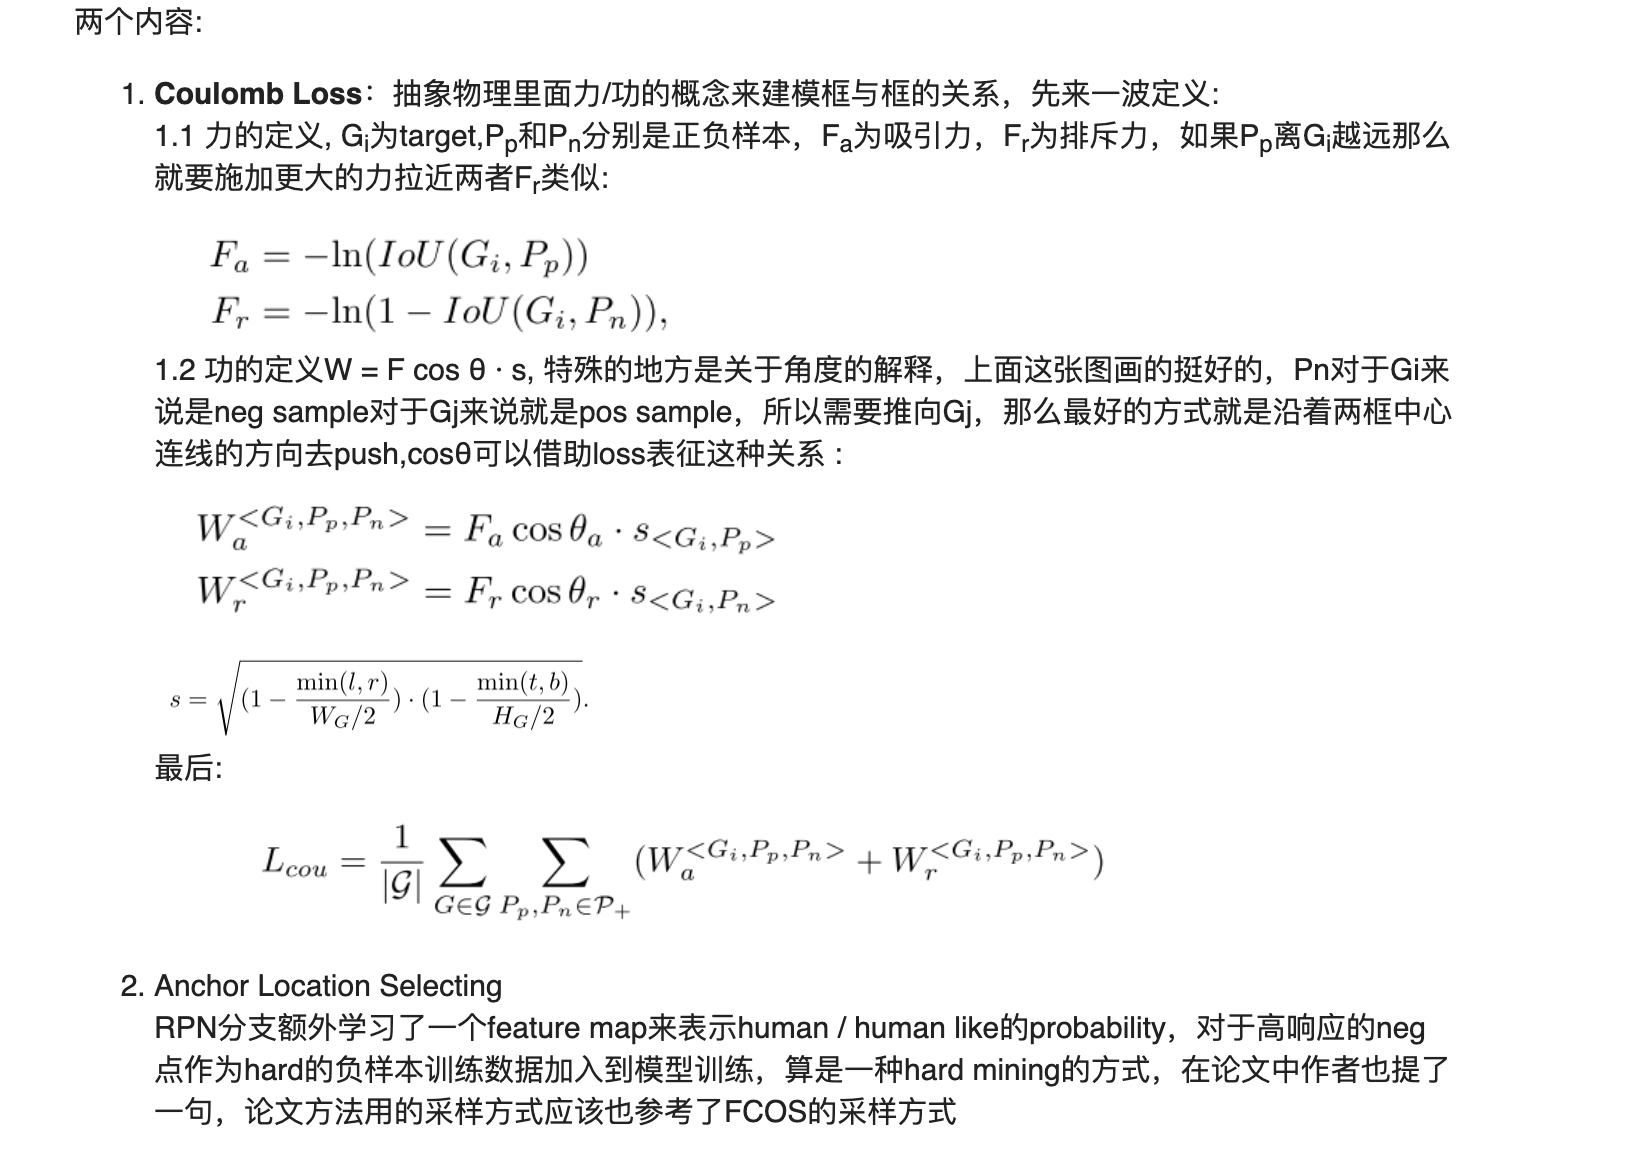 两个内容:
1. Coulomb Loss：抽象物理里面力/功的概念来建模框与框的关系，先来一波定义:
1.1 力的定义, Gi为target,Pp和Pn分别是正负样本，Fa为吸引力，Fr为排斥力，如果Pp离Gi越远那么
就要施加更大的力拉近两者Fr类似:
F_a = −ln(IoU(G_i, P_p))
F_r = −ln(1 − IoU(G_i, P_n)),
1.2 功的定义W = F cos θ · s, 特殊的地方是关于角度的解释，上面这张图画的挺好的，Pn对于Gi来
说是neg sample对于Gj来说就是pos sample，所以需要推向Gj，那么最好的方式就是沿着两框中心
连线的方向去push,cosθ可以借助loss表征这种关系 :
W_a^{<G_i,P_p,P_n>} = F_a cos θ_a · s_{<G_i,P_p>}
W_r^{<G_i,P_p,P_n>} = F_r cos θ_r · s_{<G_i,P_n>}
s = \sqrt{(1 − \frac{min(l, r)}{W_G/2}) · (1 − \frac{min(t, b)}{H_G/2})}.
最后:
L_{cou} = \frac{1}{|\mathcal{G}|} \sum_{G∈\mathcal{G}} \sum_{P_p,P_n∈\mathcal{P}_+} (W_a^{<G_i,P_p,P_n>} + W_r^{<G_i,P_p,P_n>})
2. Anchor Location Selecting
RPN分支额外学习了一个feature map来表示human / human like的probability，对于高响应的neg
点作为hard的负样本训练数据加入到模型训练，算是一种hard mining的方式，在论文中作者也提了
一句，论文方法用的采样方式应该也参考了FCOS的采样方式